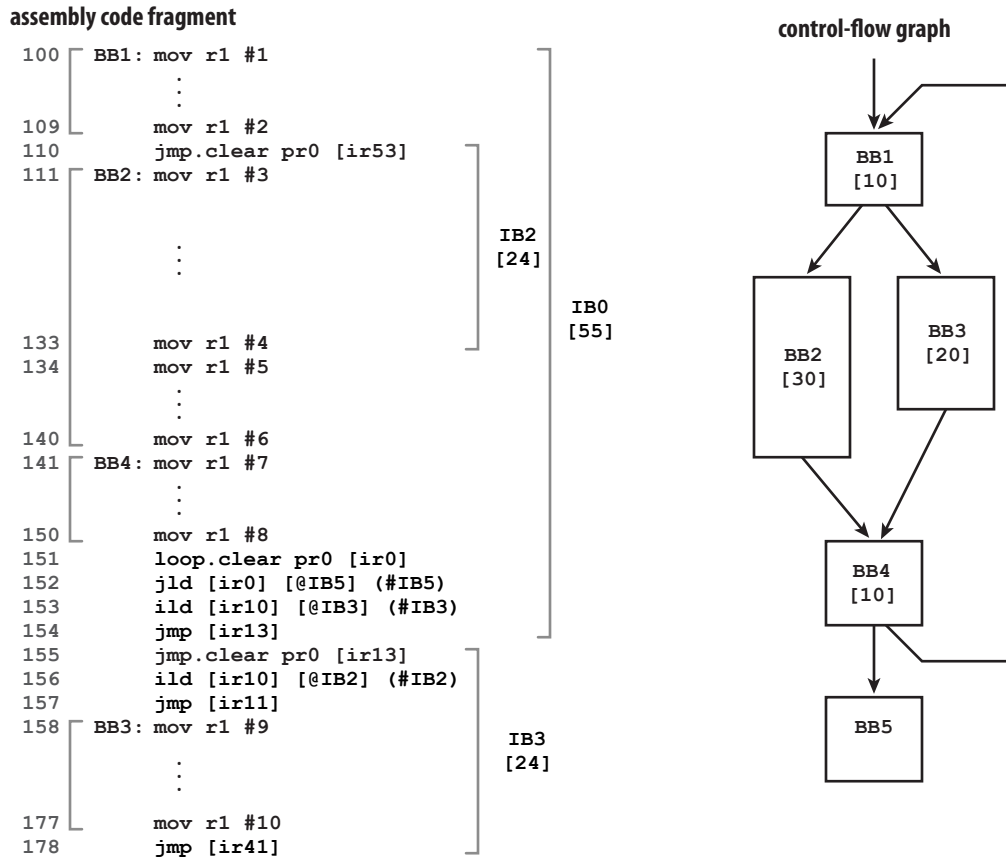 assembly code fragment
100 BB1: mov r1 #1
.
.
.
109 mov r1 #2
110 jmp.clear pr0 [ir53]
111 BB2: mov r1 #3
.
.
.
133 mov r1 #4
134 mov r1 #5
.
.
.
140 mov r1 #6
141 BB4: mov r1 #7
.
.
.
150 mov r1 #8
151 loop.clear pr0 [ir0]
152 jld [ir0] [@IB5] (#IB5)
153 ild [ir10] [@IB3] (#IB3)
154 jmp [ir13]
155 jmp.clear pr0 [ir13]
156 ild [ir10] [@IB2] (#IB2)
157 jmp [ir11]
158 BB3: mov r1 #9
.
.
.
177 mov r1 #10
178 jmp [ir41]
IB2
[24]
IB0
[55]
IB3
[24]
control-flow graph
BB1
[10]
BB2
[30]
BB3
[20]
BB4
[10]
BB5